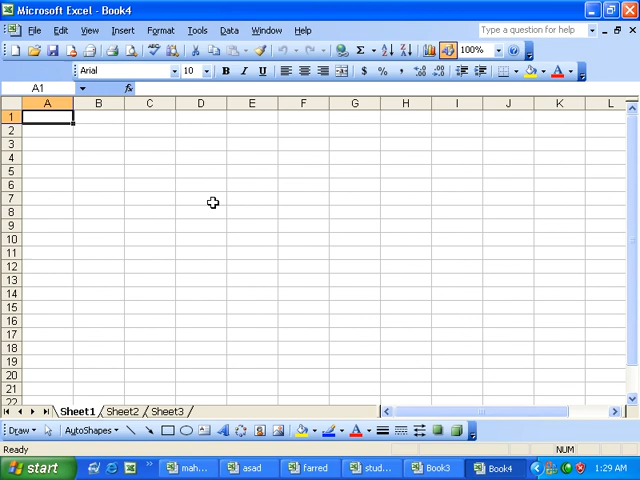 Microsoft Excel - Book4
File Edit View Insert Format Tools Data Window Help Type a question for help
100%
Arial 10 B I U $ % ,
A1 fx
A B C D E F G H I J K L
1
2
3
4
5
6
7
8
9
10
11
12
13
14
15
16
17
18
19
20
21
22
Sheet1 Sheet2 Sheet3
Draw AutoShapes
Ready NUM
start mah... asad farred stud... Book3 Book4 1:29 AM